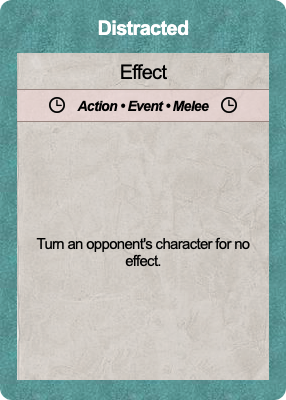 Distracted
Effect
Action • Event • Melee
Turn an opponent's character for no
effect.